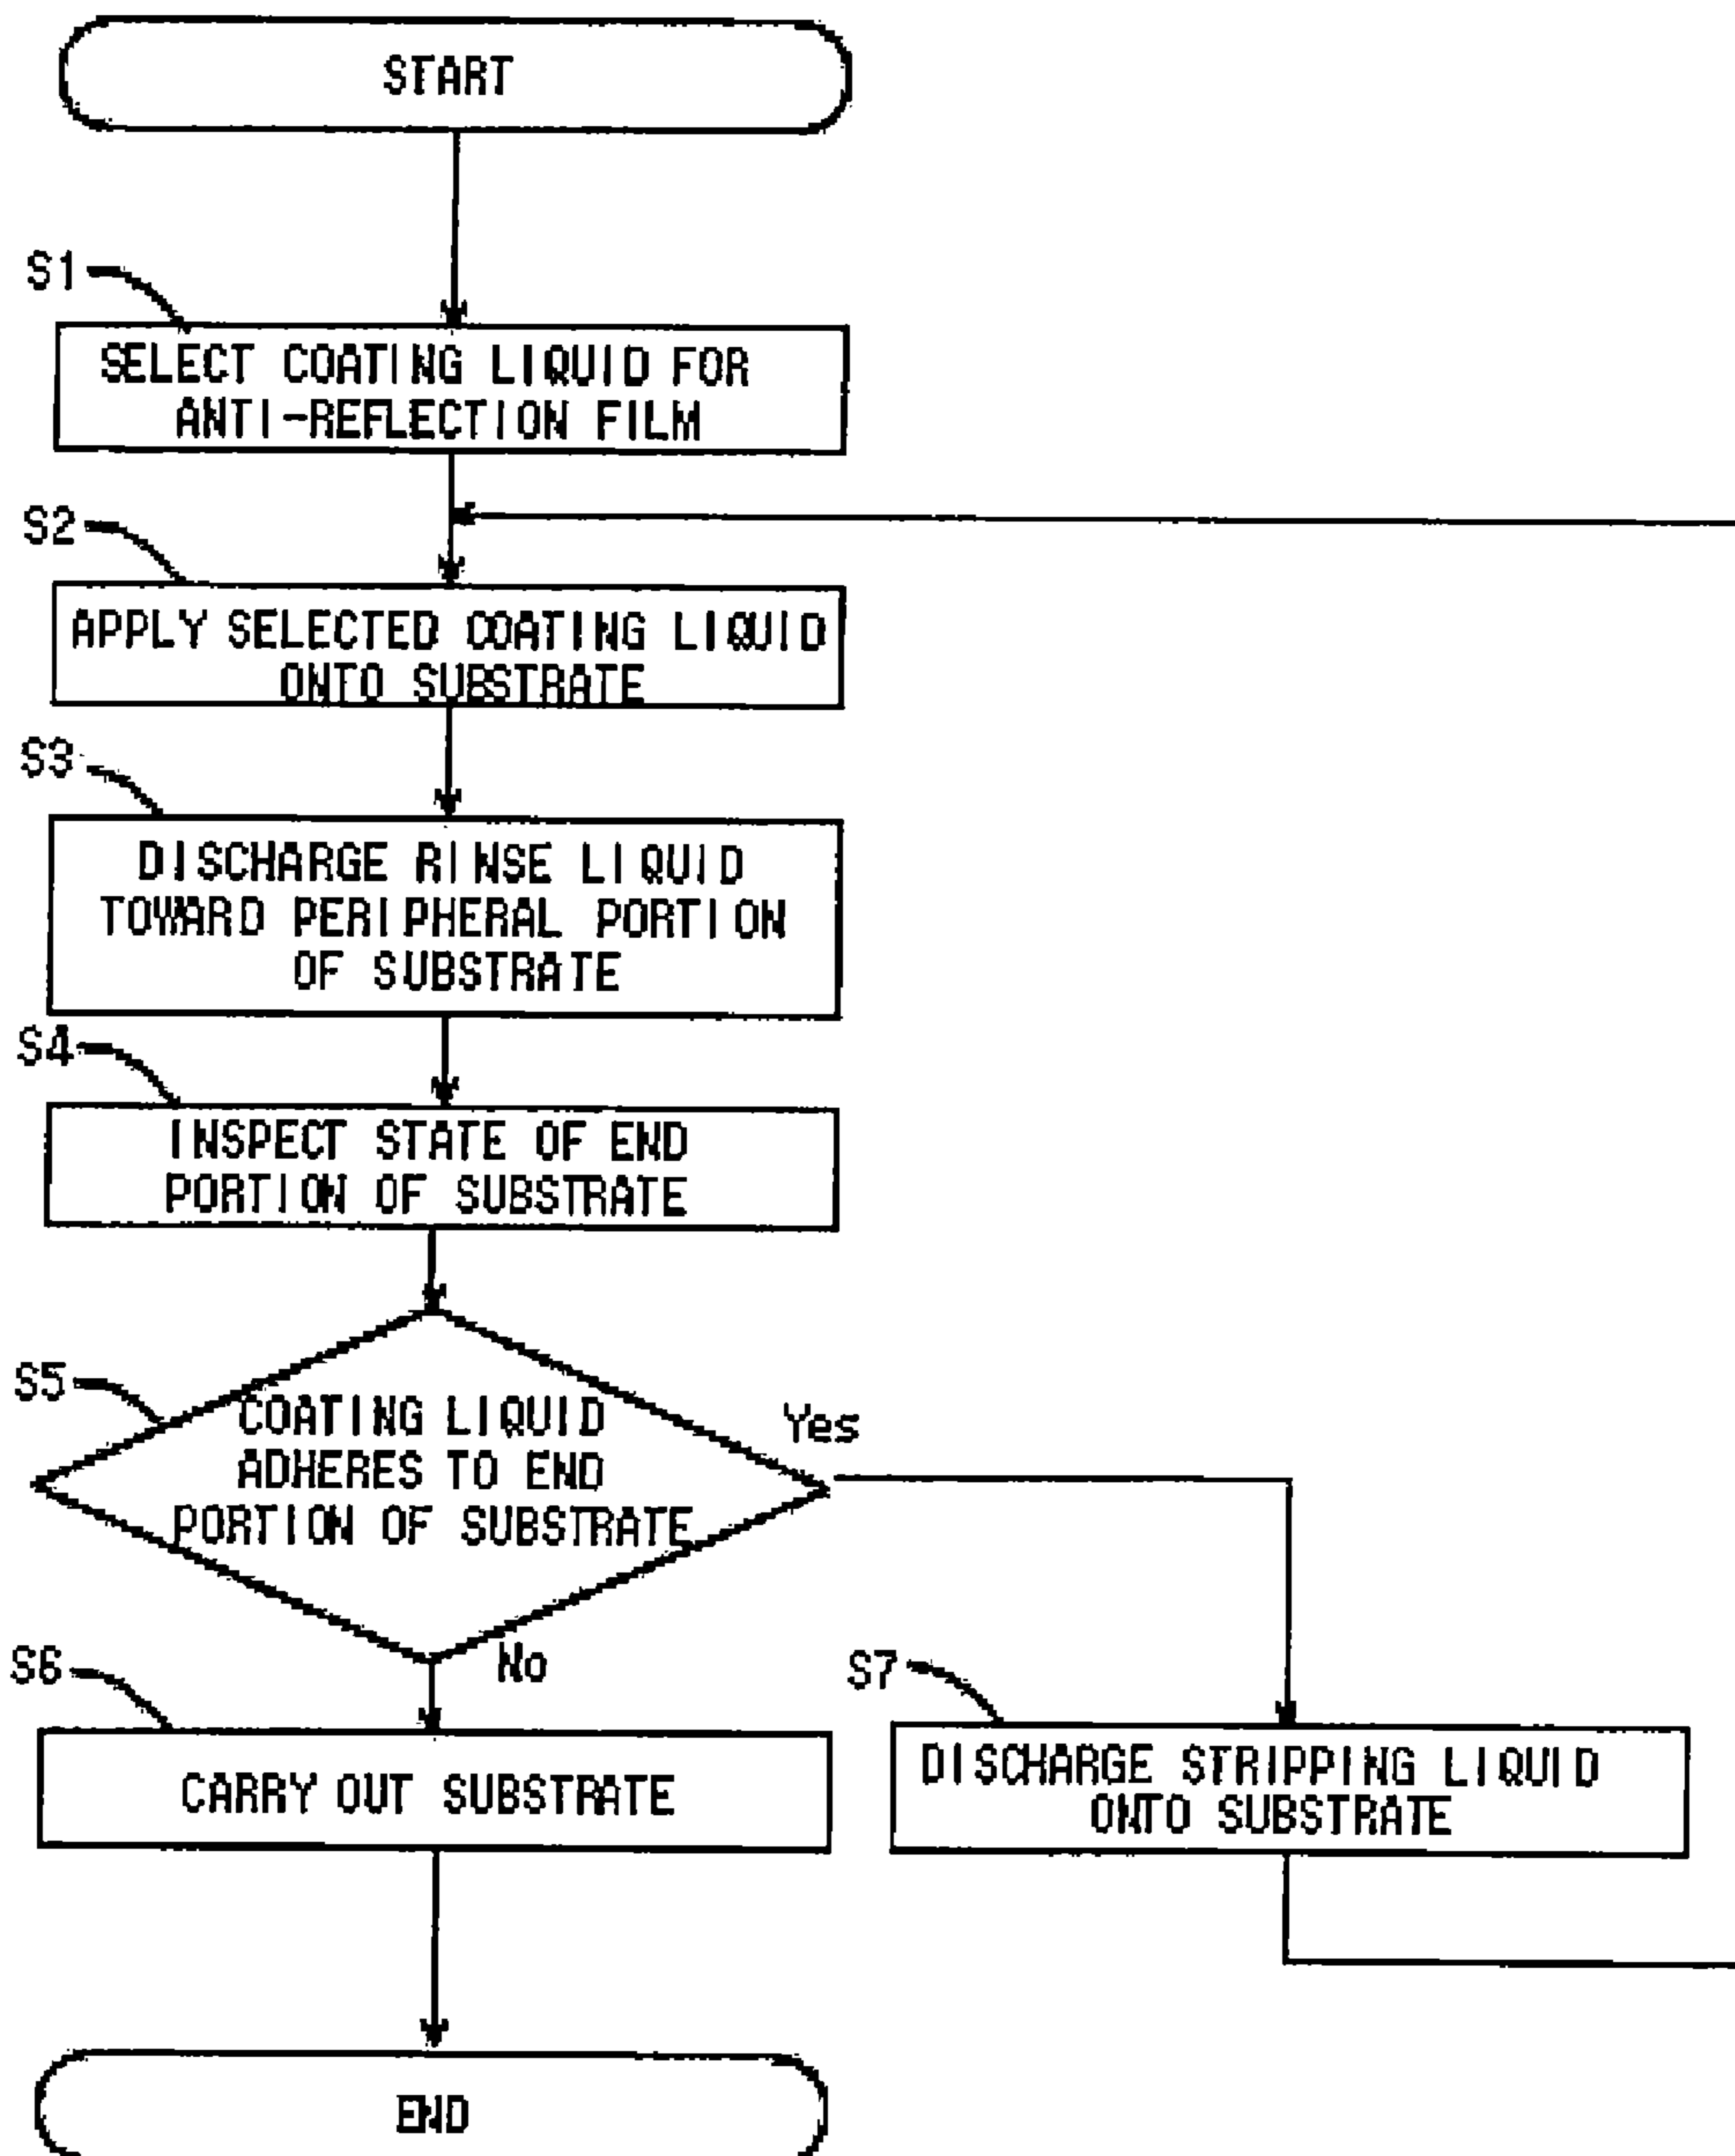 START
S1
SELECT COATING LIQUID FOR
ANTI-REFLECTION FILM
S2
APPLY SELECTED COATING LIQUID
ONTO SUBSTRATE
S3
DISCHARGE RINSE LIQUID
TOWARD PERIPHERAL PORTION
OF SUBSTRATE
S4
INSPECT STATE OF END
PORTION OF SUBSTRATE
S5
COATING LIQUID
ADHERES TO END
PORTION OF SUBSTRATE
Yes
No
S6
CARRY OUT SUBSTRATE
S7
DISCHARGE STRIPPING LIQUID
ONTO SUBSTRATE
END